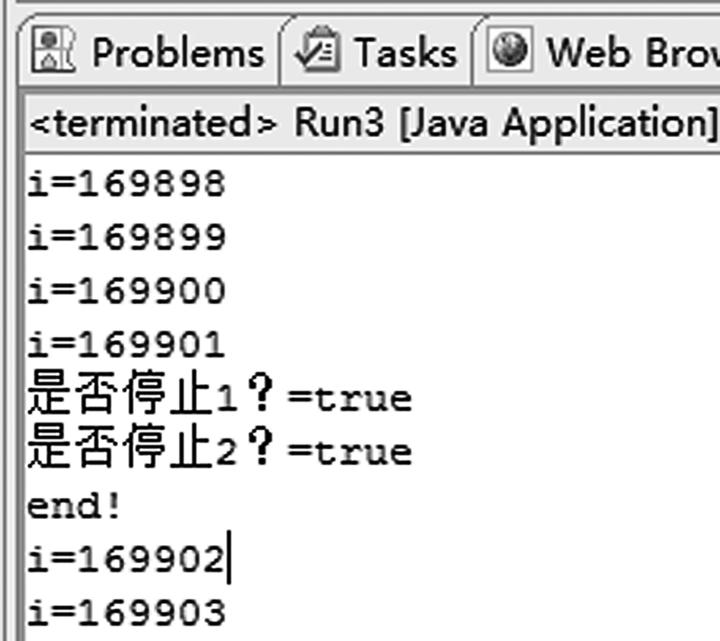 Problems Tasks Web Brow
<terminated> Run3 [Java Application]
i=169898
i=169899
i=169900
i=169901
是否停止1？=true
是否停止2？=true
end!
i=169902
i=169903